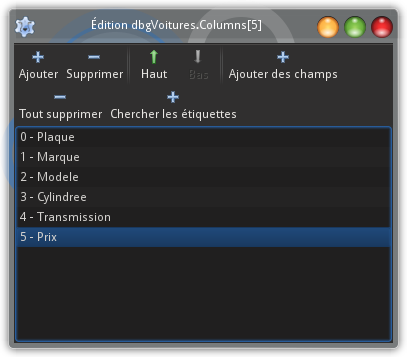 Édition dbgVoitures.Columns[5]
Ajouter Supprimer Haut Bas Ajouter des champs
Tout supprimer Chercher les étiquettes
0 - Plaque
1 - Marque
2 - Modele
3 - Cylindree
4 - Transmission
5 - Prix